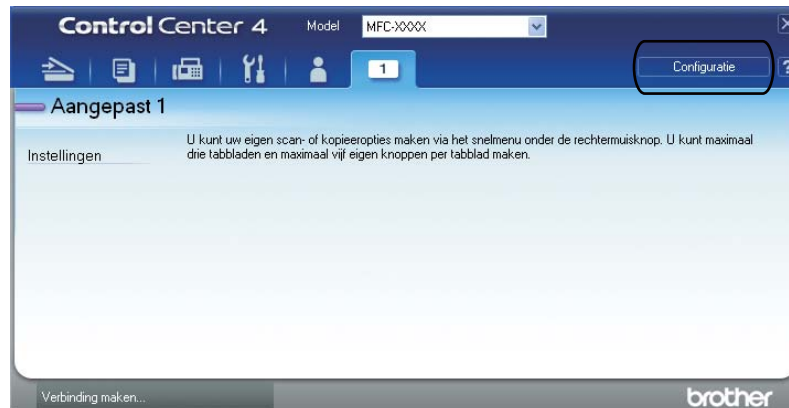 Control Center 4
Model
MFC-XXXX
1
Configuratie
?
Aangepast 1
Instellingen
U kunt uw eigen scan- of kopieeropties maken via het snelmenu onder de rechtermuisknop. U kunt maximaal
drie tabbladen en maximaal vijf eigen knoppen per tabblad maken.
Verbinding maken...
brother